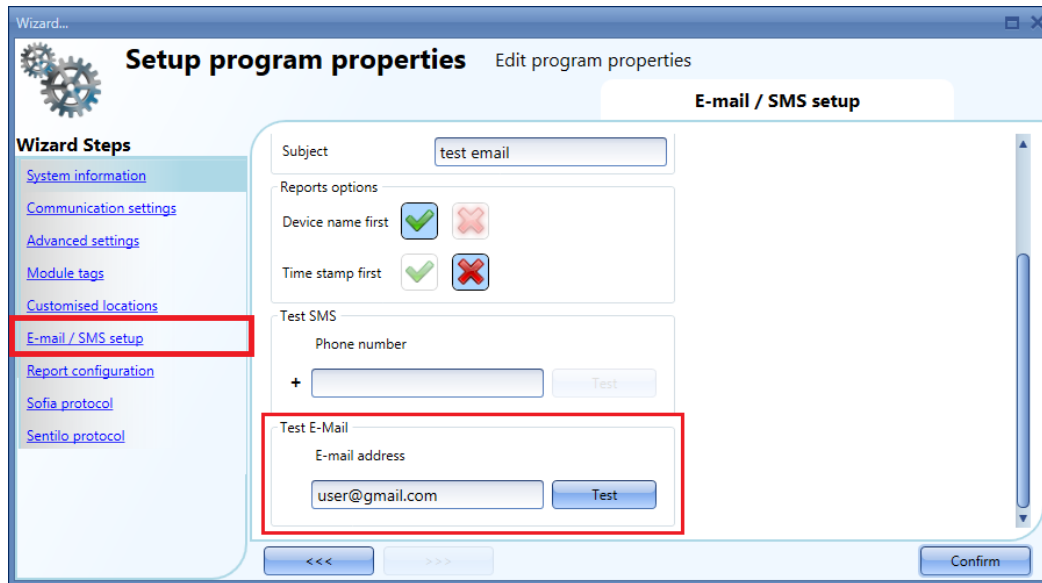 Wizard...
Setup program properties Edit program properties
E-mail / SMS setup
Wizard Steps
System information
Communication settings
Advanced settings
Module tags
Customised locations
E-mail / SMS setup
Report configuration
Sofia protocol
Sentilo protocol
Subject test email
Reports options
Device name first
Time stamp first
Test SMS
Phone number
+ Test
Test E-Mail
E-mail address
user@gmail.com Test
<<< >>> Confirm